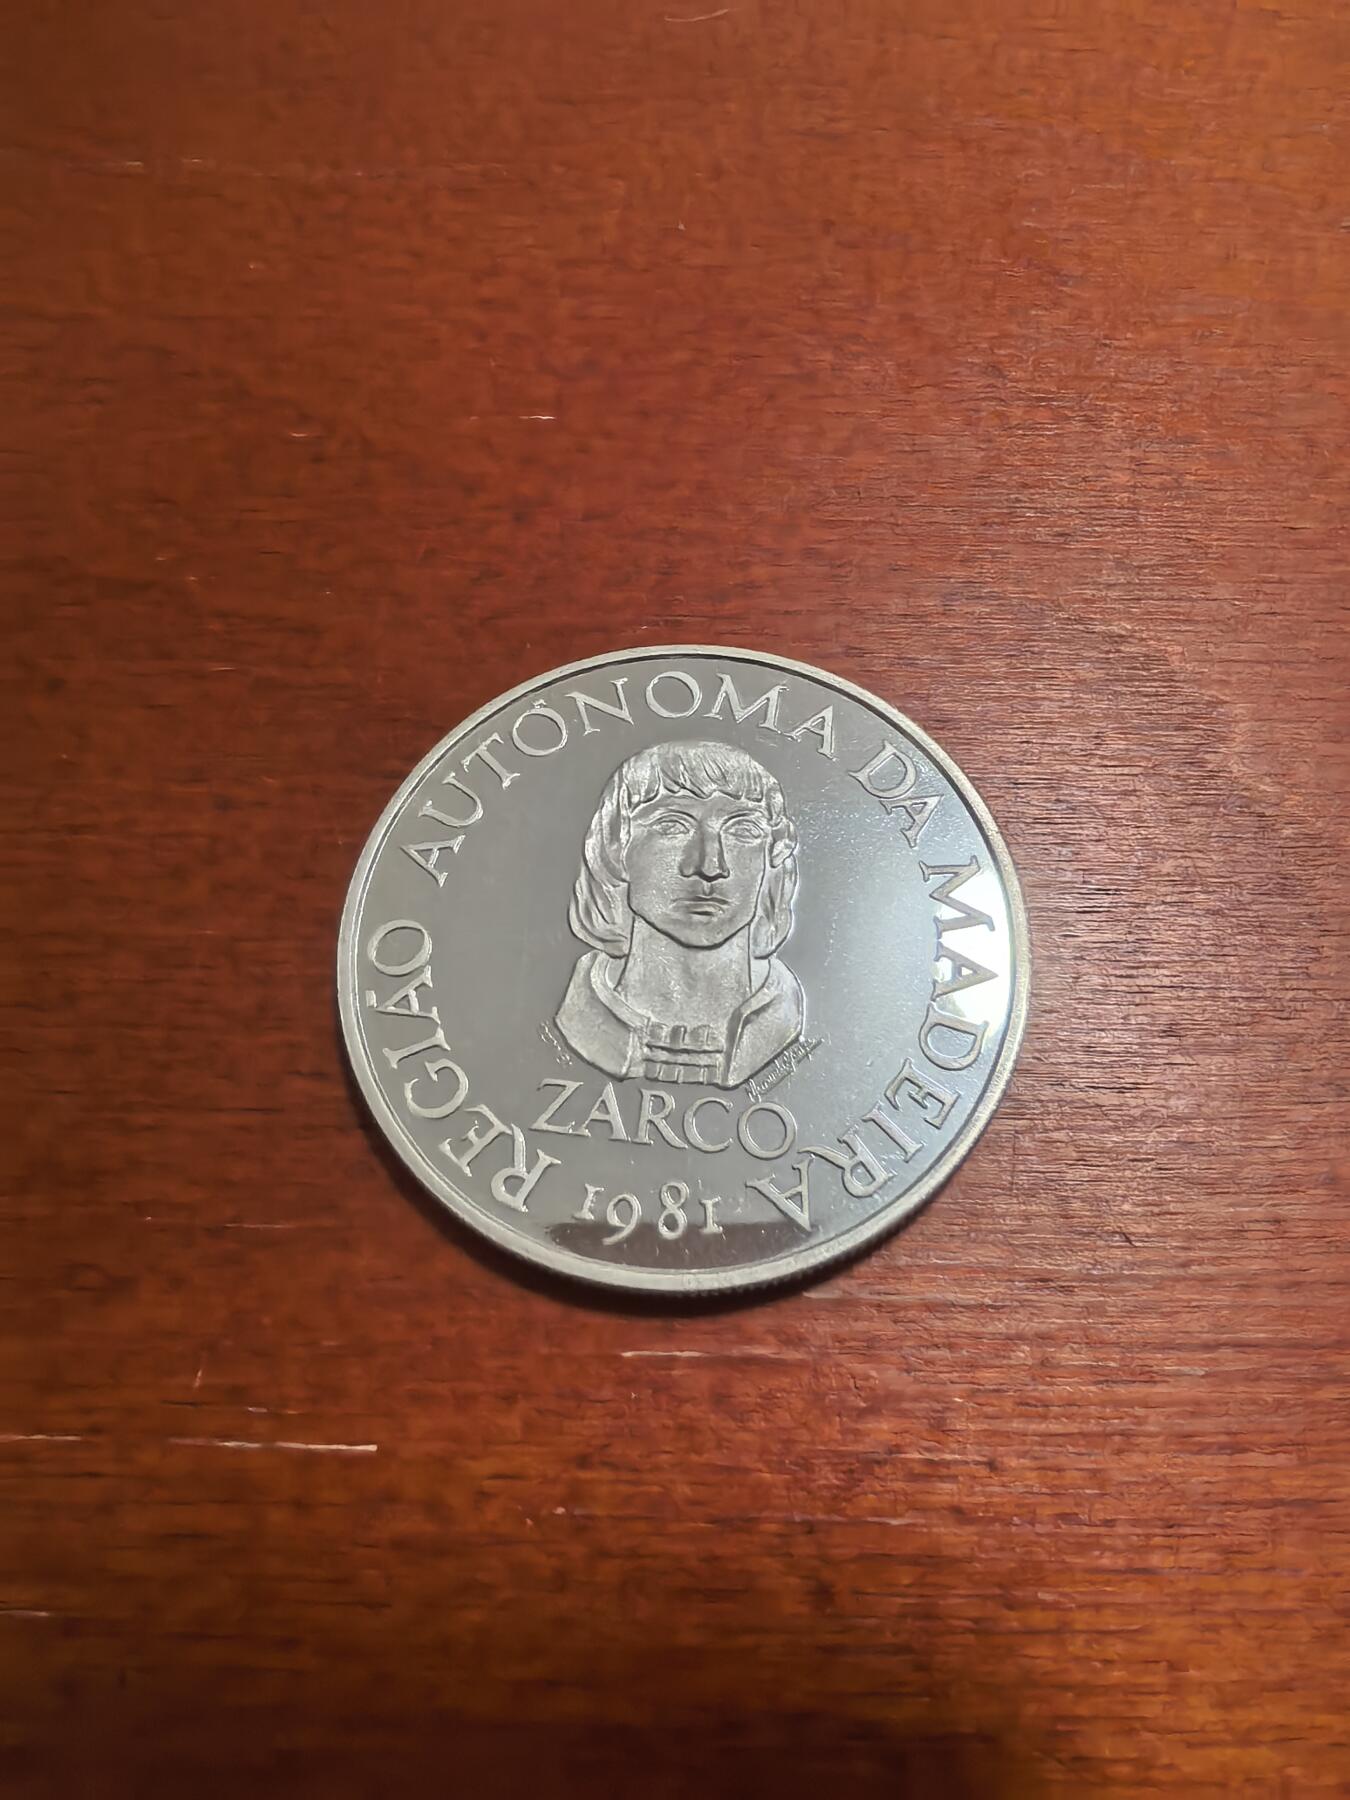 REGIÃO AUTÓNOMA DA MADEIRA
ZARCO
1981